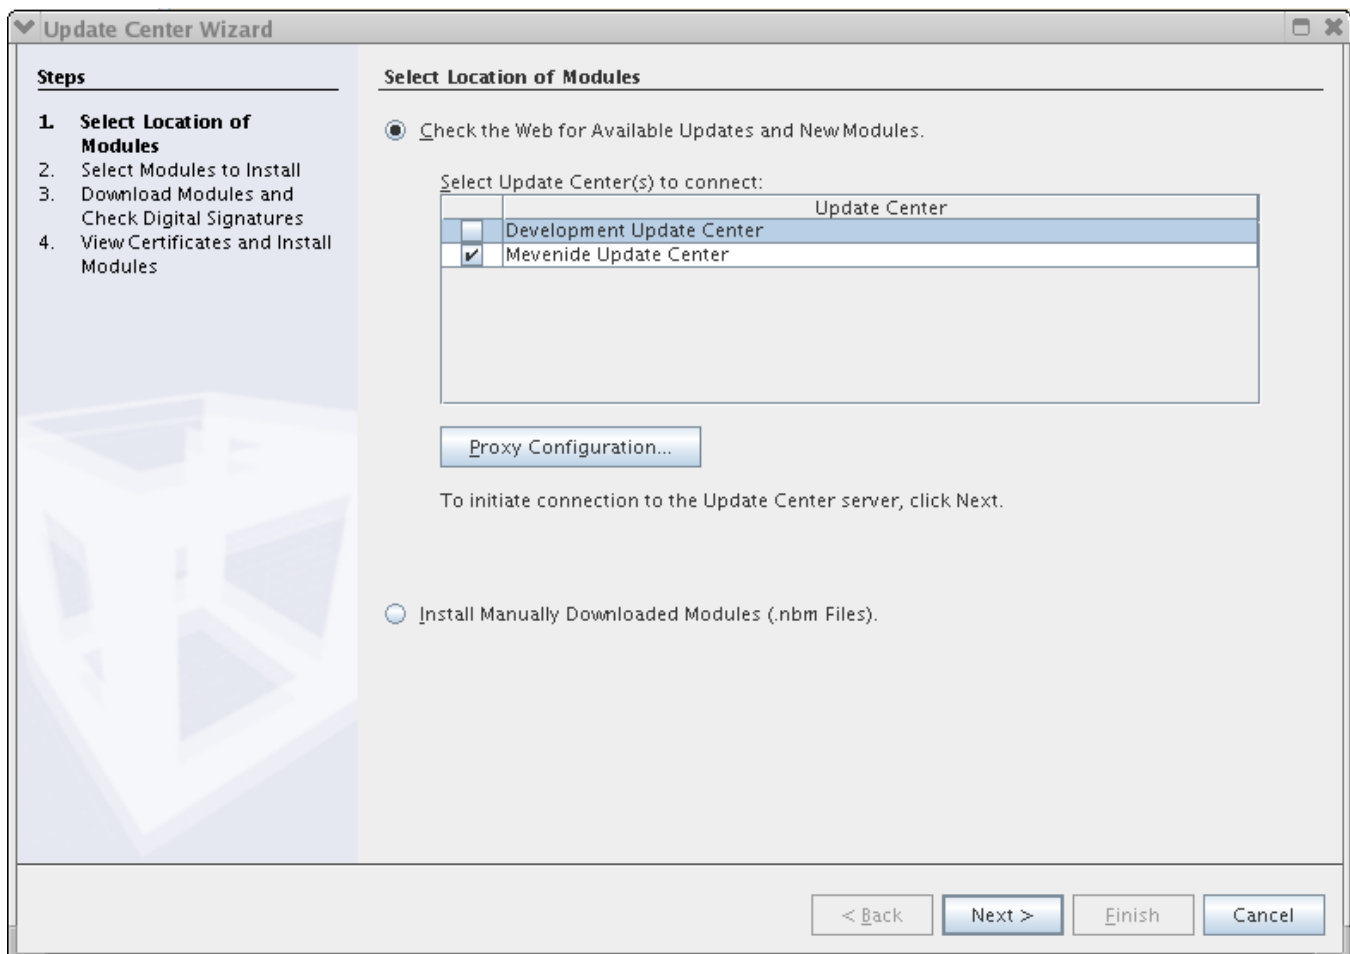 Update Center Wizard
Steps
1. Select Location of
Modules
2. Select Modules to Install
3. Download Modules and
Check Digital Signatures
4. View Certificates and Install
Modules
Select Location of Modules
Check the Web for Available Updates and New Modules.
Select Update Center(s) to connect:
Update Center
Development Update Center
Mevenide Update Center
Proxy Configuration...
To initiate connection to the Update Center server, click Next.
Install Manually Downloaded Modules (.nbm Files).
< Back
Next >
Finish
Cancel